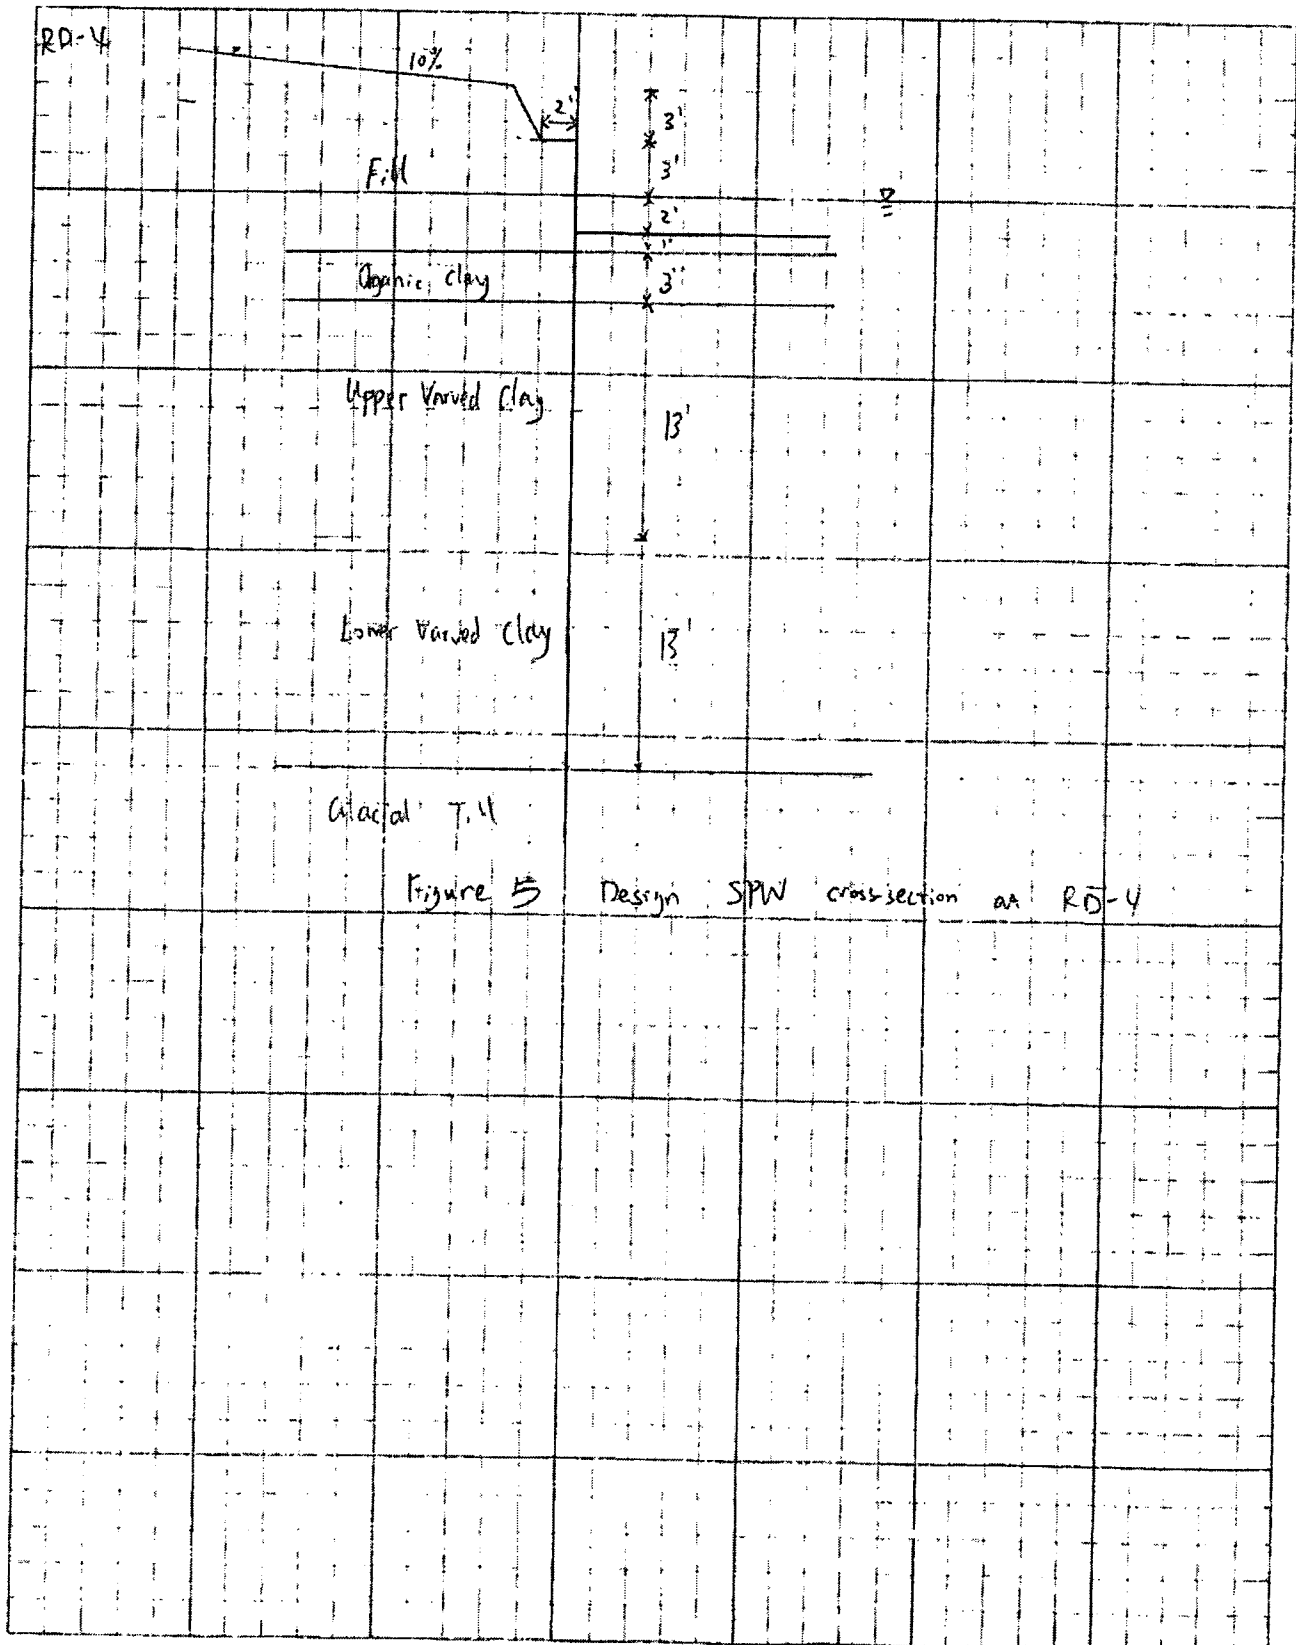 RD-4
10%
2'
3'
3'
Fill
2'
1'
Oganic Clay
3'
Upper Varved Clay
13'
Lower Varved Clay
13'
Glacial Till
Figure 5 Design SPW cross-section at RD-4